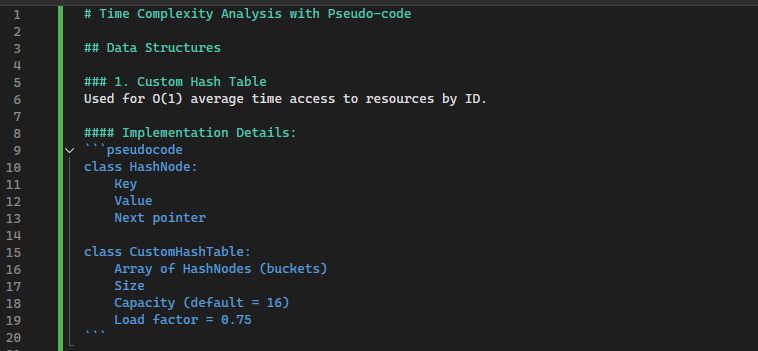 1 # Time Complexity Analysis with Pseudo-code
2
3 ## Data Structures
4
5 ### 1. Custom Hash Table
6 Used for O(1) average time access to resources by ID.
7
8 #### Implementation Details:
9 ```pseudocode
10 class HashNode:
11     Key
12     Value
13     Next pointer
14
15 class CustomHashTable:
16     Array of HashNodes (buckets)
17     Size
18     Capacity (default = 16)
19     Load factor = 0.75
20 ```